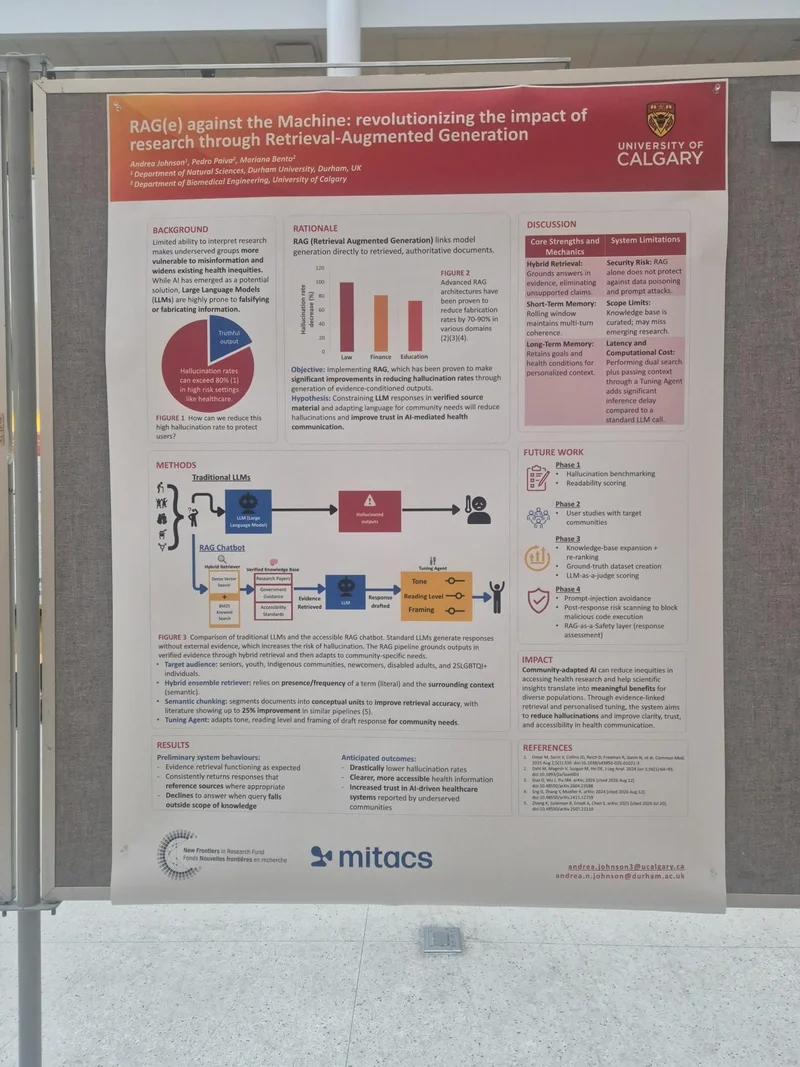 RAG(e) against the Machine: revolutionizing the impact of
research through Retrieval-Augmented Generation
Andrea Johnson¹, Pedro Paiva², Mariana Bento²
¹ Department of Natural Sciences, Durham University, Durham, UK
² Department of Biomedical Engineering, University of Calgary
UNIVERSITY OF
CALGARY
BACKGROUND
Limited ability to interpret research
makes underserved groups more
vulnerable to misinformation and
widens existing health inequities.
While AI has emerged as a potential
solution, Large Language Models
(LLMs) are highly prone to falsifying
or fabricating information.
Truthful
output
Hallucination rates
can exceed 80% (1)
in high risk settings
like healthcare.
FIGURE 1 How can we reduce this
high hallucination rate to protect
users?
RATIONALE
RAG (Retrieval Augmented Generation) links model
generation directly to retrieved, authoritative documents.
Hallucination rate
decrease (%)
120
100
80
60
40
20
0
Law
Finance
Education
FIGURE 2
Advanced RAG
architectures have
been proven to
reduce hallucination
rates by 70-90% in
various domains
(2)(3)(4).
Objective: Implementing RAG, which has been proven to make
significant improvements in reducing hallucination rates through
generation of evidence-conditioned outputs.
Hypothesis: Constraining LLM responses in verified source
material and adapting language for community needs will reduce
hallucinations and improve trust in AI-mediated health
communication.
DISCUSSION
Core Strengths and
Mechanics
System Limitations
Hybrid Retrieval:
Grounds answers in
evidence, eliminating
unsupported claims.
Security Risk: RAG
alone does not protect
against data poisoning
and prompt attacks.
Short-Term Memory:
Rolling window
maintains multi-turn
coherence.
Scope Limits:
Knowledge base is
curated; may miss
emerging research.
Long-Term Memory:
Retains goals and
health conditions for
personalized context.
Latency and
Computational Cost:
Performing dual search
plus passing context
through a Tuning Agent
adds significant
inference delay
compared to a
standard LLM call.
METHODS
Traditional LLMs
LLM (Large
Language Model)
Hallucinated
outputs
RAG Chatbot
Hybrid Retriever
Dense Vector
Search
+
BM25
Keyword
Search
Verified Knowledge Base
Research Papers
Government
Guidance
Accessibility
Standards
Evidence
Retrieved
LLM
Response
drafted
Tuning Agent
Tone
Reading Level
Framing
FIGURE 3 Comparison of traditional LLMs and the accessible RAG chatbot. Standard LLMs generate responses
without external evidence, which increases the risk of hallucination. The RAG pipeline grounds outputs in
verified evidence through hybrid retrieval and then adapts to community-specific needs.
• Target audience: seniors, youth, Indigenous communities, newcomers, disabled adults, and 2SLGBTQI+
individuals.
• Hybrid ensemble retriever: relies on presence/frequency of a term (literal) and the surrounding context
(semantic).
• Semantic chunking: segments documents into conceptual units to improve retrieval accuracy, with
literature showing up to 25% improvement in similar pipelines (5).
• Tuning Agent: adapts tone, reading level and framing of draft response for community needs.
FUTURE WORK
Phase 1
• Hallucination benchmarking
• Readability scoring
Phase 2
• User studies with target
communities
Phase 3
• Knowledge-base expansion +
re-ranking
• Ground-truth dataset creation
• LLM-as-a-judge scoring
Phase 4
• Prompt-injection avoidance
• Post-response risk scanning to block
malicious code execution
• RAG-as-a-Safety layer (response
assessment)
IMPACT
Community-adapted AI can reduce inequities in
accessing health research and help scientific
insights translate into meaningful benefits for
diverse populations. Through evidence-linked
retrieval and personalised tuning, the system aims
to reduce hallucinations and improve clarity, trust,
and accessibility in health communication.
RESULTS
Preliminary system behaviours:
- Evidence retrieval functioning as expected
- Consistently returns responses that
reference sources where appropriate
- Declines to answer when query falls
outside scope of knowledge
Anticipated outcomes:
- Drastically lower hallucination rates
- Clearer, more accessible health information
- Increased trust in AI-driven healthcare
systems reported by underserved
communities
REFERENCES
New Frontiers in Research Fund
Fonds Nouvelles frontières en recherche
mitacs
andrea.johnson3@ucalgary.ca
andrea.n.johnson@durham.ac.uk